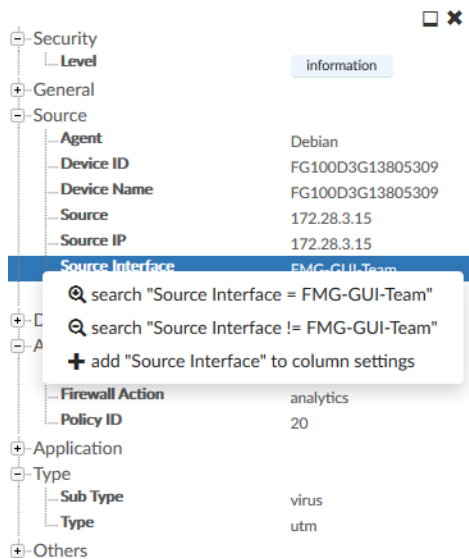 Security
Level information
General
Source
Agent Debian
Device ID FG100D3G13805309
Device Name FG100D3G13805309
Source 172.28.3.15
Source IP 172.28.3.15
Source Interface FMG-GUI-Team
search "Source Interface = FMG-GUI-Team"
search "Source Interface != FMG-GUI-Team"
add "Source Interface" to column settings
D
A
Firewall Action analytics
Policy ID 20
Application
Type
Sub Type virus
Type utm
Others